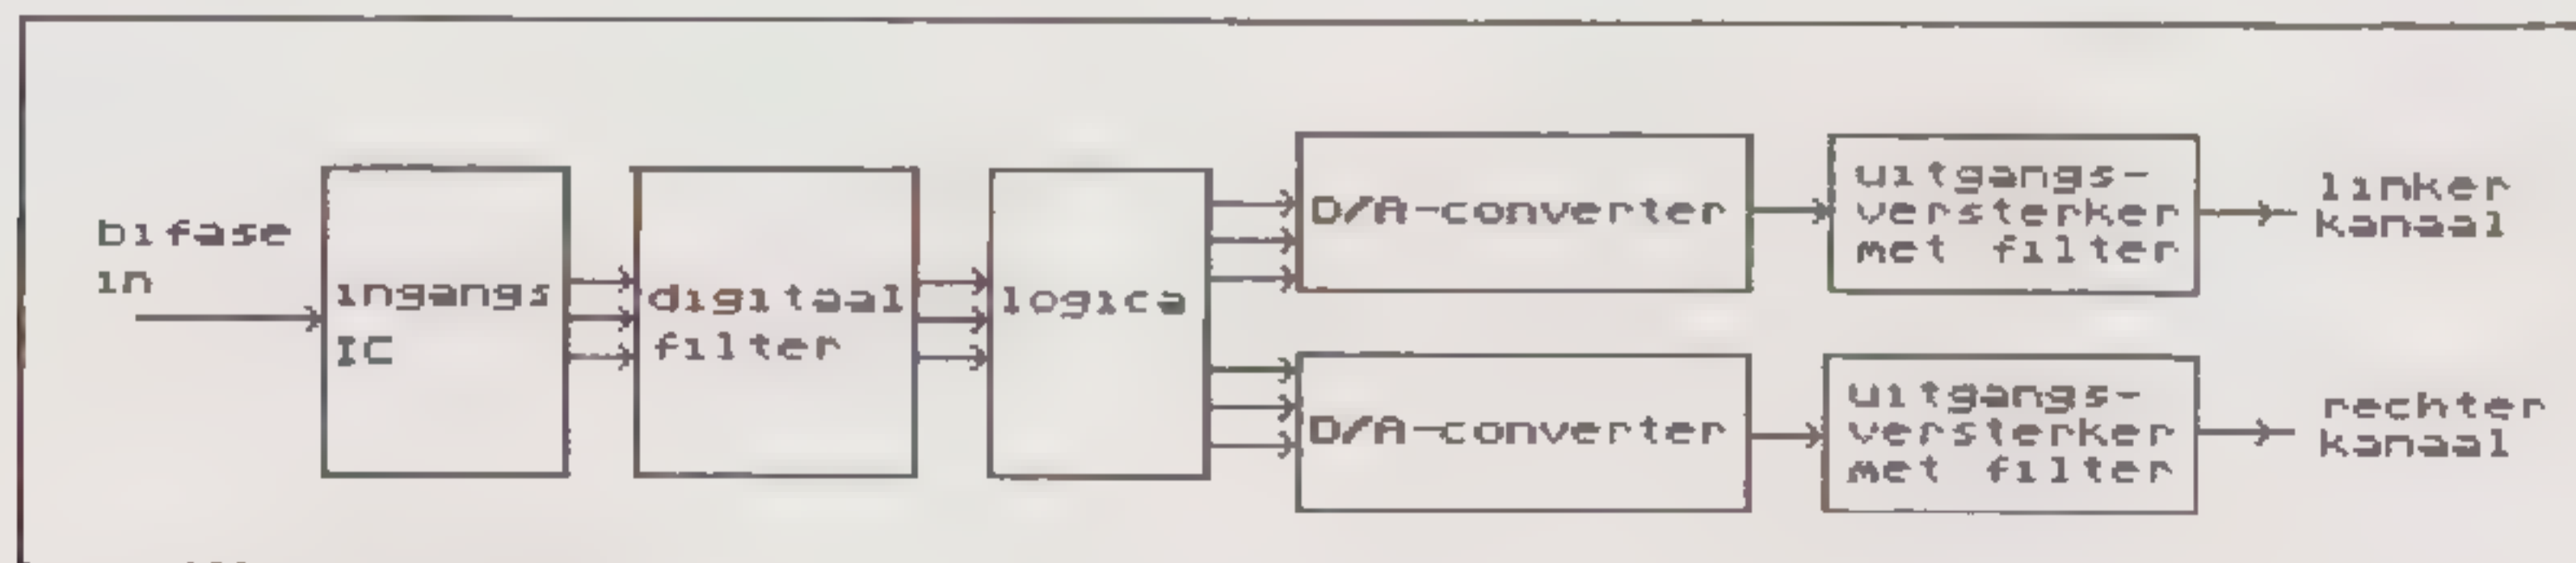 bifase
in
ingangs
IC
digitaal
filter
logica
D/A-converter
uitgangs-
versterker
met filter
linker
kanaal
D/A-converter
uitgangs-
versterker
met filter
rechter
kanaal